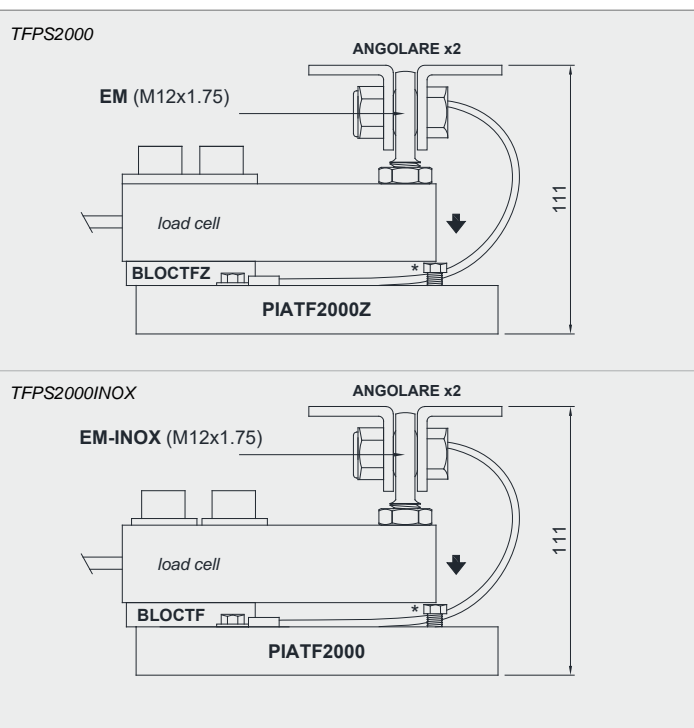 TFPS2000
ANGOLARE x2
EM (M12x1.75)
111
load cell
*
BLOCTFZ
PIATF2000Z
TFPS2000INOX
ANGOLARE x2
EM-INOX (M12x1.75)
111
load cell
*
BLOCTF
PIATF2000